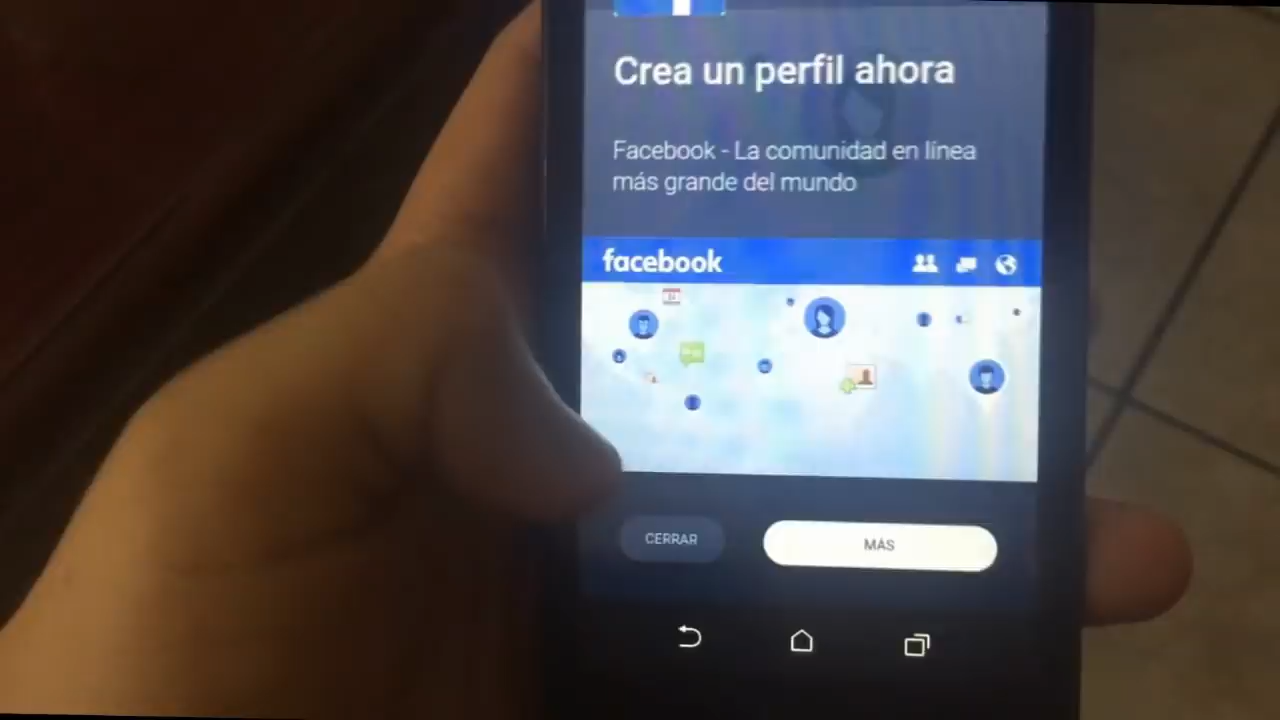 Crea un perfil ahora
Facebook - La comunidad en línea
más grande del mundo
facebook
CERRAR
MÁS